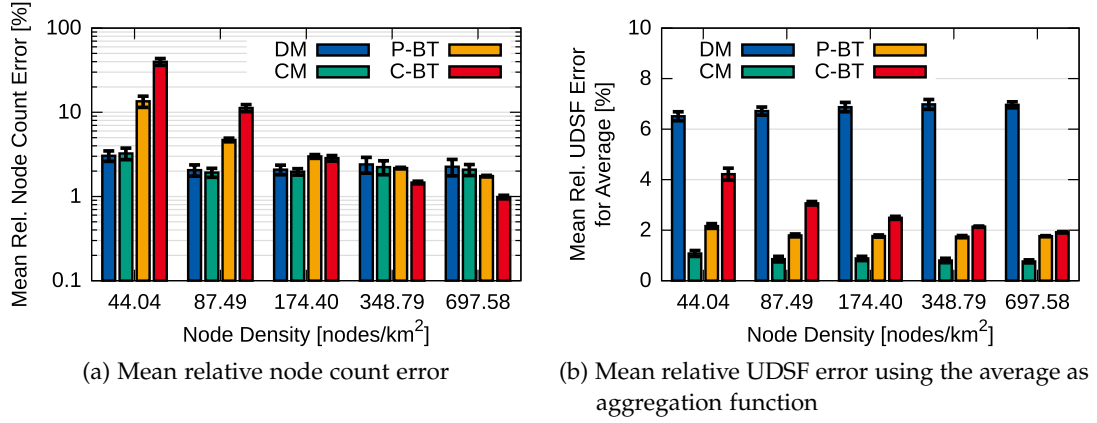 Mean Rel. Node Count Error [%]
100
10
1
0.1
DM P-BT
CM C-BT
44.04 87.49 174.40 348.79 697.58
Node Density [nodes/km²]
(a) Mean relative node count error
Mean Rel. UDSF Error
for Average [%]
10
8
6
4
2
0
DM P-BT
CM C-BT
44.04 87.49 174.40 348.79 697.58
Node Density [nodes/km²]
(b) Mean relative UDSF error using the average as
aggregation function